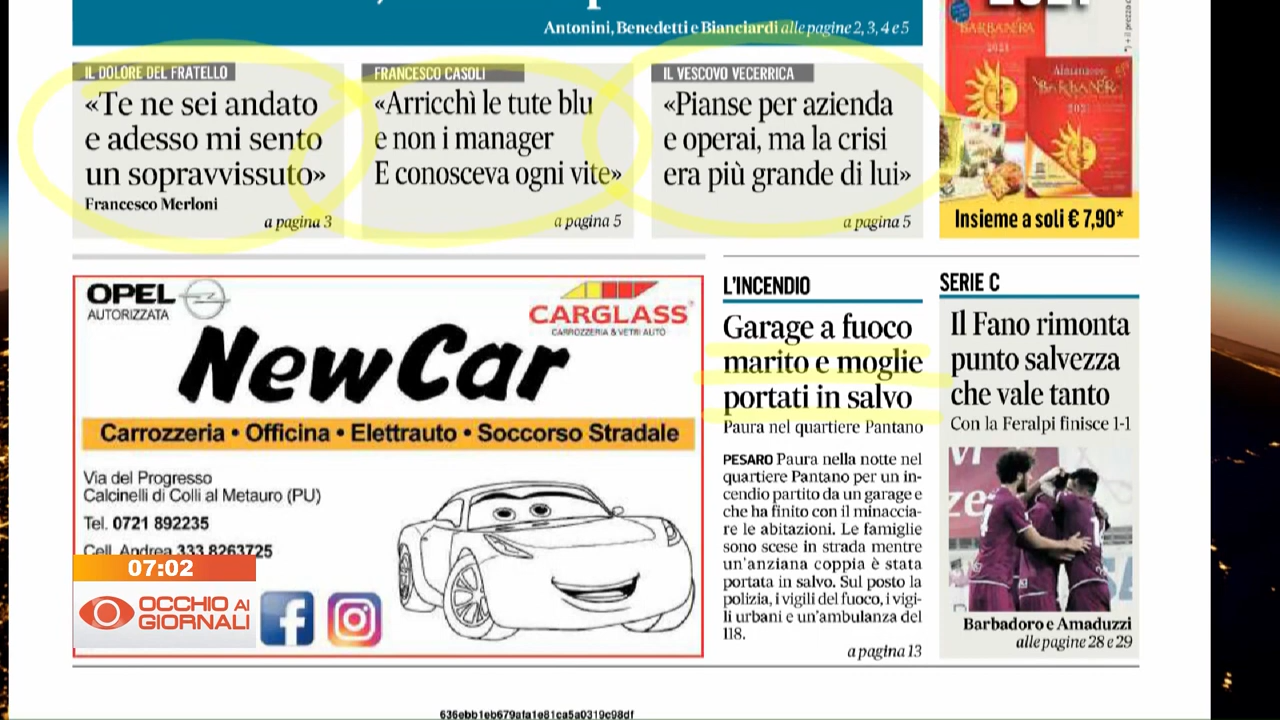 Antonini, Benedetti e Bianciardi alle pagine 2, 3, 4 e 5
IL DOLORE DEL FRATELLO
«Te ne sei andato
e adesso mi sento
un sopravvissuto»
Francesco Merloni
a pagina 3
FRANCESCO CASOLI
«Arricchì le tute blu
e non i manager
E conosceva ogni vite»
a pagina 5
IL VESCOVO VECERRICA
«Pianse per azienda
e operai, ma la crisi
era più grande di lui»
a pagina 5
BARBANERA
2021
Almanacco
BARBANERA
Insieme a soli € 7,90*
OPEL
AUTORIZZATA
CARGLASS
CARROZZERIA & VETRI AUTO
NewCar
Carrozzeria • Officina • Elettrauto • Soccorso Stradale
Via del Progresso
Calcinelli di Colli al Metauro (PU)
Tel. 0721 892235
Cell. Andrea 333 8263725
07:02
OCCHIO AI
GIORNALI
L'INCENDIO
Garage a fuoco
marito e moglie
portati in salvo
Paura nel quartiere Pantano
PESARO Paura nella notte nel
quartiere Pantano per un in-
cendio partito da un garage e
che ha finito con il minaccia-
re le abitazioni. Le famiglie
sono scese in strada mentre
un'anziana coppia è stata
portata in salvo. Sul posto la
polizia, i vigili del fuoco, i vigi-
li urbani e un'ambulanza del
118.
a pagina 13
SERIE C
Il Fano rimonta
punto salvezza
che vale tanto
Con la Feralpi finisce 1-1
Barbadoro e Amaduzzi
alle pagine 28 e 29
636ebb1eb679afa1e81ca5a0319c98df